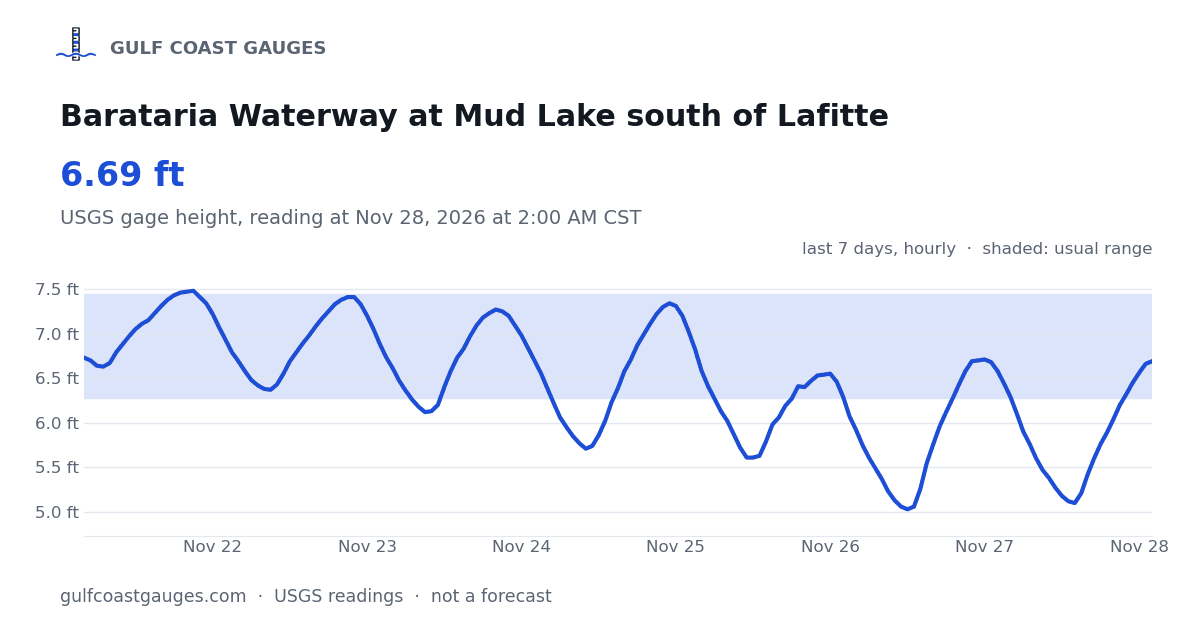 GULF COAST GAUGES
Barataria Waterway at Mud Lake south of Lafitte
6.69 ft
USGS gage height, reading at Nov 28, 2026 at 2:00 AM CST
last 7 days, hourly · shaded: usual range
7.5 ft
7.0 ft
6.5 ft
6.0 ft
5.5 ft
5.0 ft
Nov 22 Nov 23 Nov 24 Nov 25 Nov 26 Nov 27 Nov 28
gulfcoastgauges.com · USGS readings · not a forecast